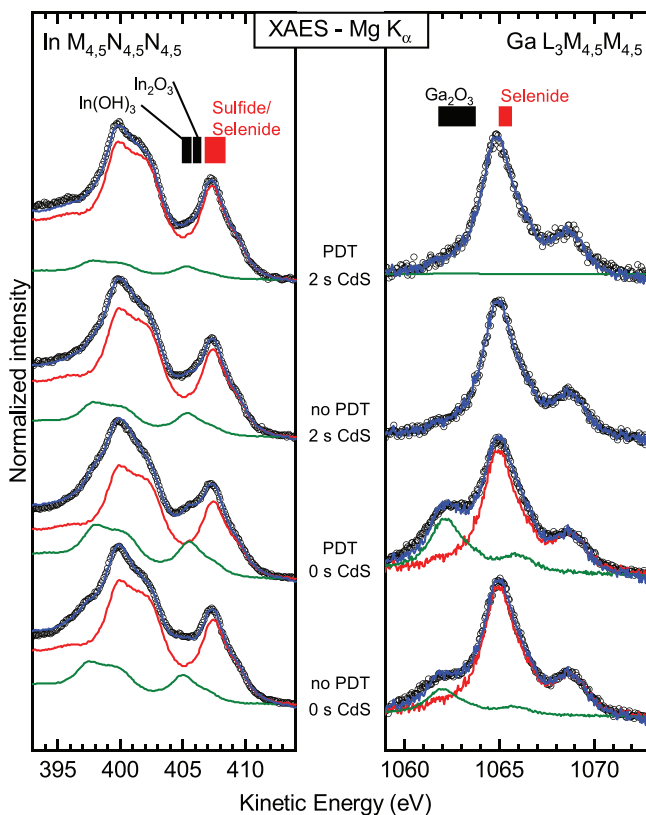 XAES - Mg Kα
In M4,5N4,5N4,5
Ga L3M4,5M4,5
In2O3
In(OH)3
Sulfide/
Selenide
Ga2O3
Selenide
PDT
2 s CdS
no PDT
2 s CdS
PDT
0 s CdS
no PDT
0 s CdS
Normalized intensity
395 400 405 410
1060 1065 1070
Kinetic Energy (eV)